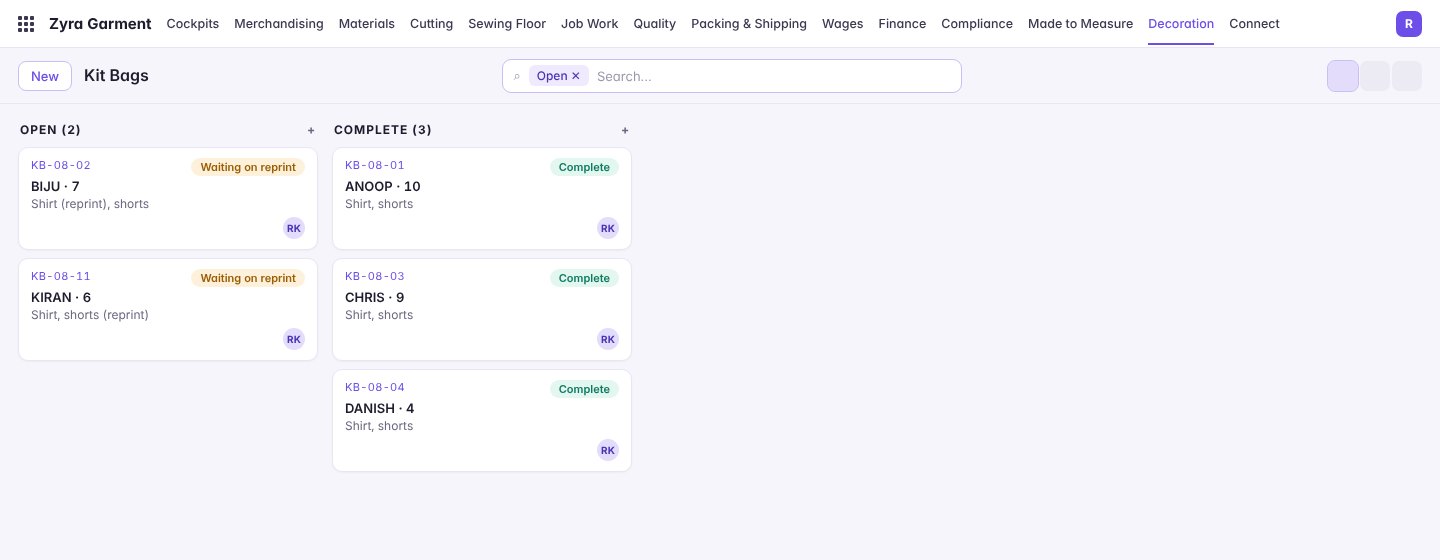 Zyra Garment Cockpits Merchandising Materials Cutting Sewing Floor Job Work Quality Packing & Shipping Wages Finance Compliance Made to Measure Decoration Connect R
New Kit Bags Open ✕ Search...
OPEN (2) +
KB-08-02 Waiting on reprint
BIJU · 7
Shirt (reprint), shorts
RK
KB-08-11 Waiting on reprint
KIRAN · 6
Shirt, shorts (reprint)
RK
COMPLETE (3) +
KB-08-01 Complete
ANOOP · 10
Shirt, shorts
RK
KB-08-03 Complete
CHRIS · 9
Shirt, shorts
RK
KB-08-04 Complete
DANISH · 4
Shirt, shorts
RK